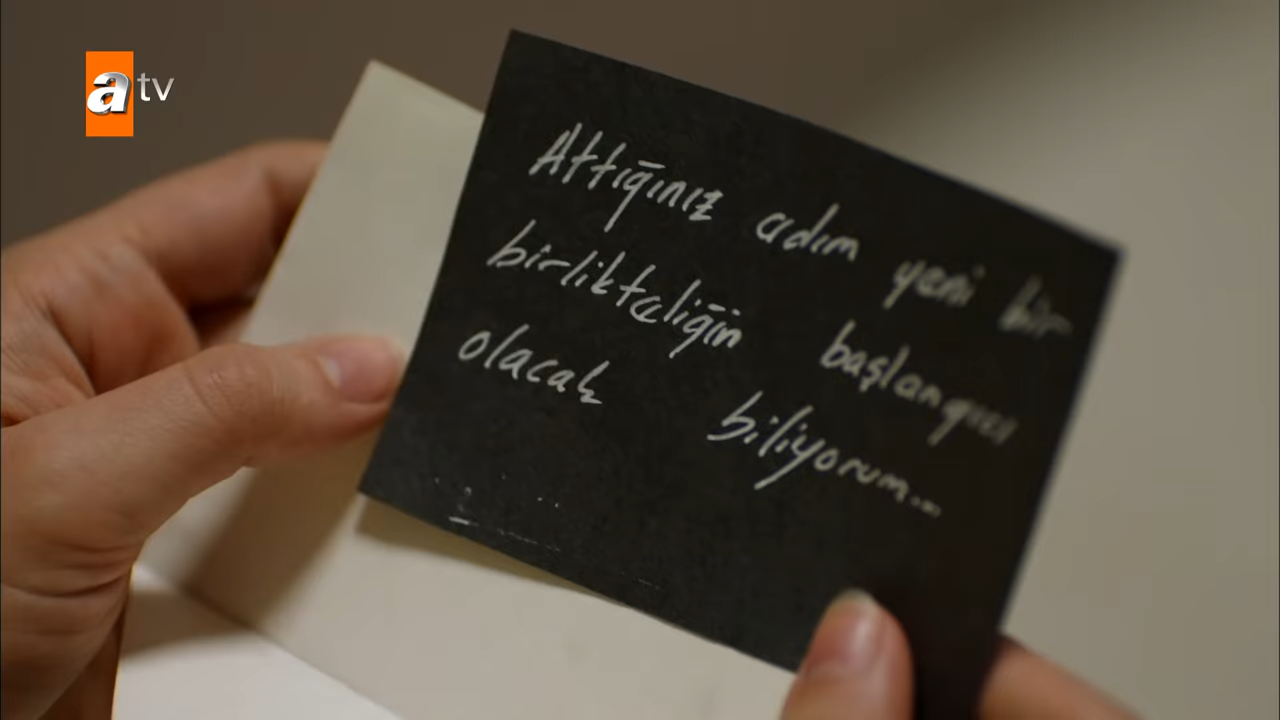 atv
Attığınız adım yeni bir
birlikteliğin başlangıcı
olacak biliyorum...